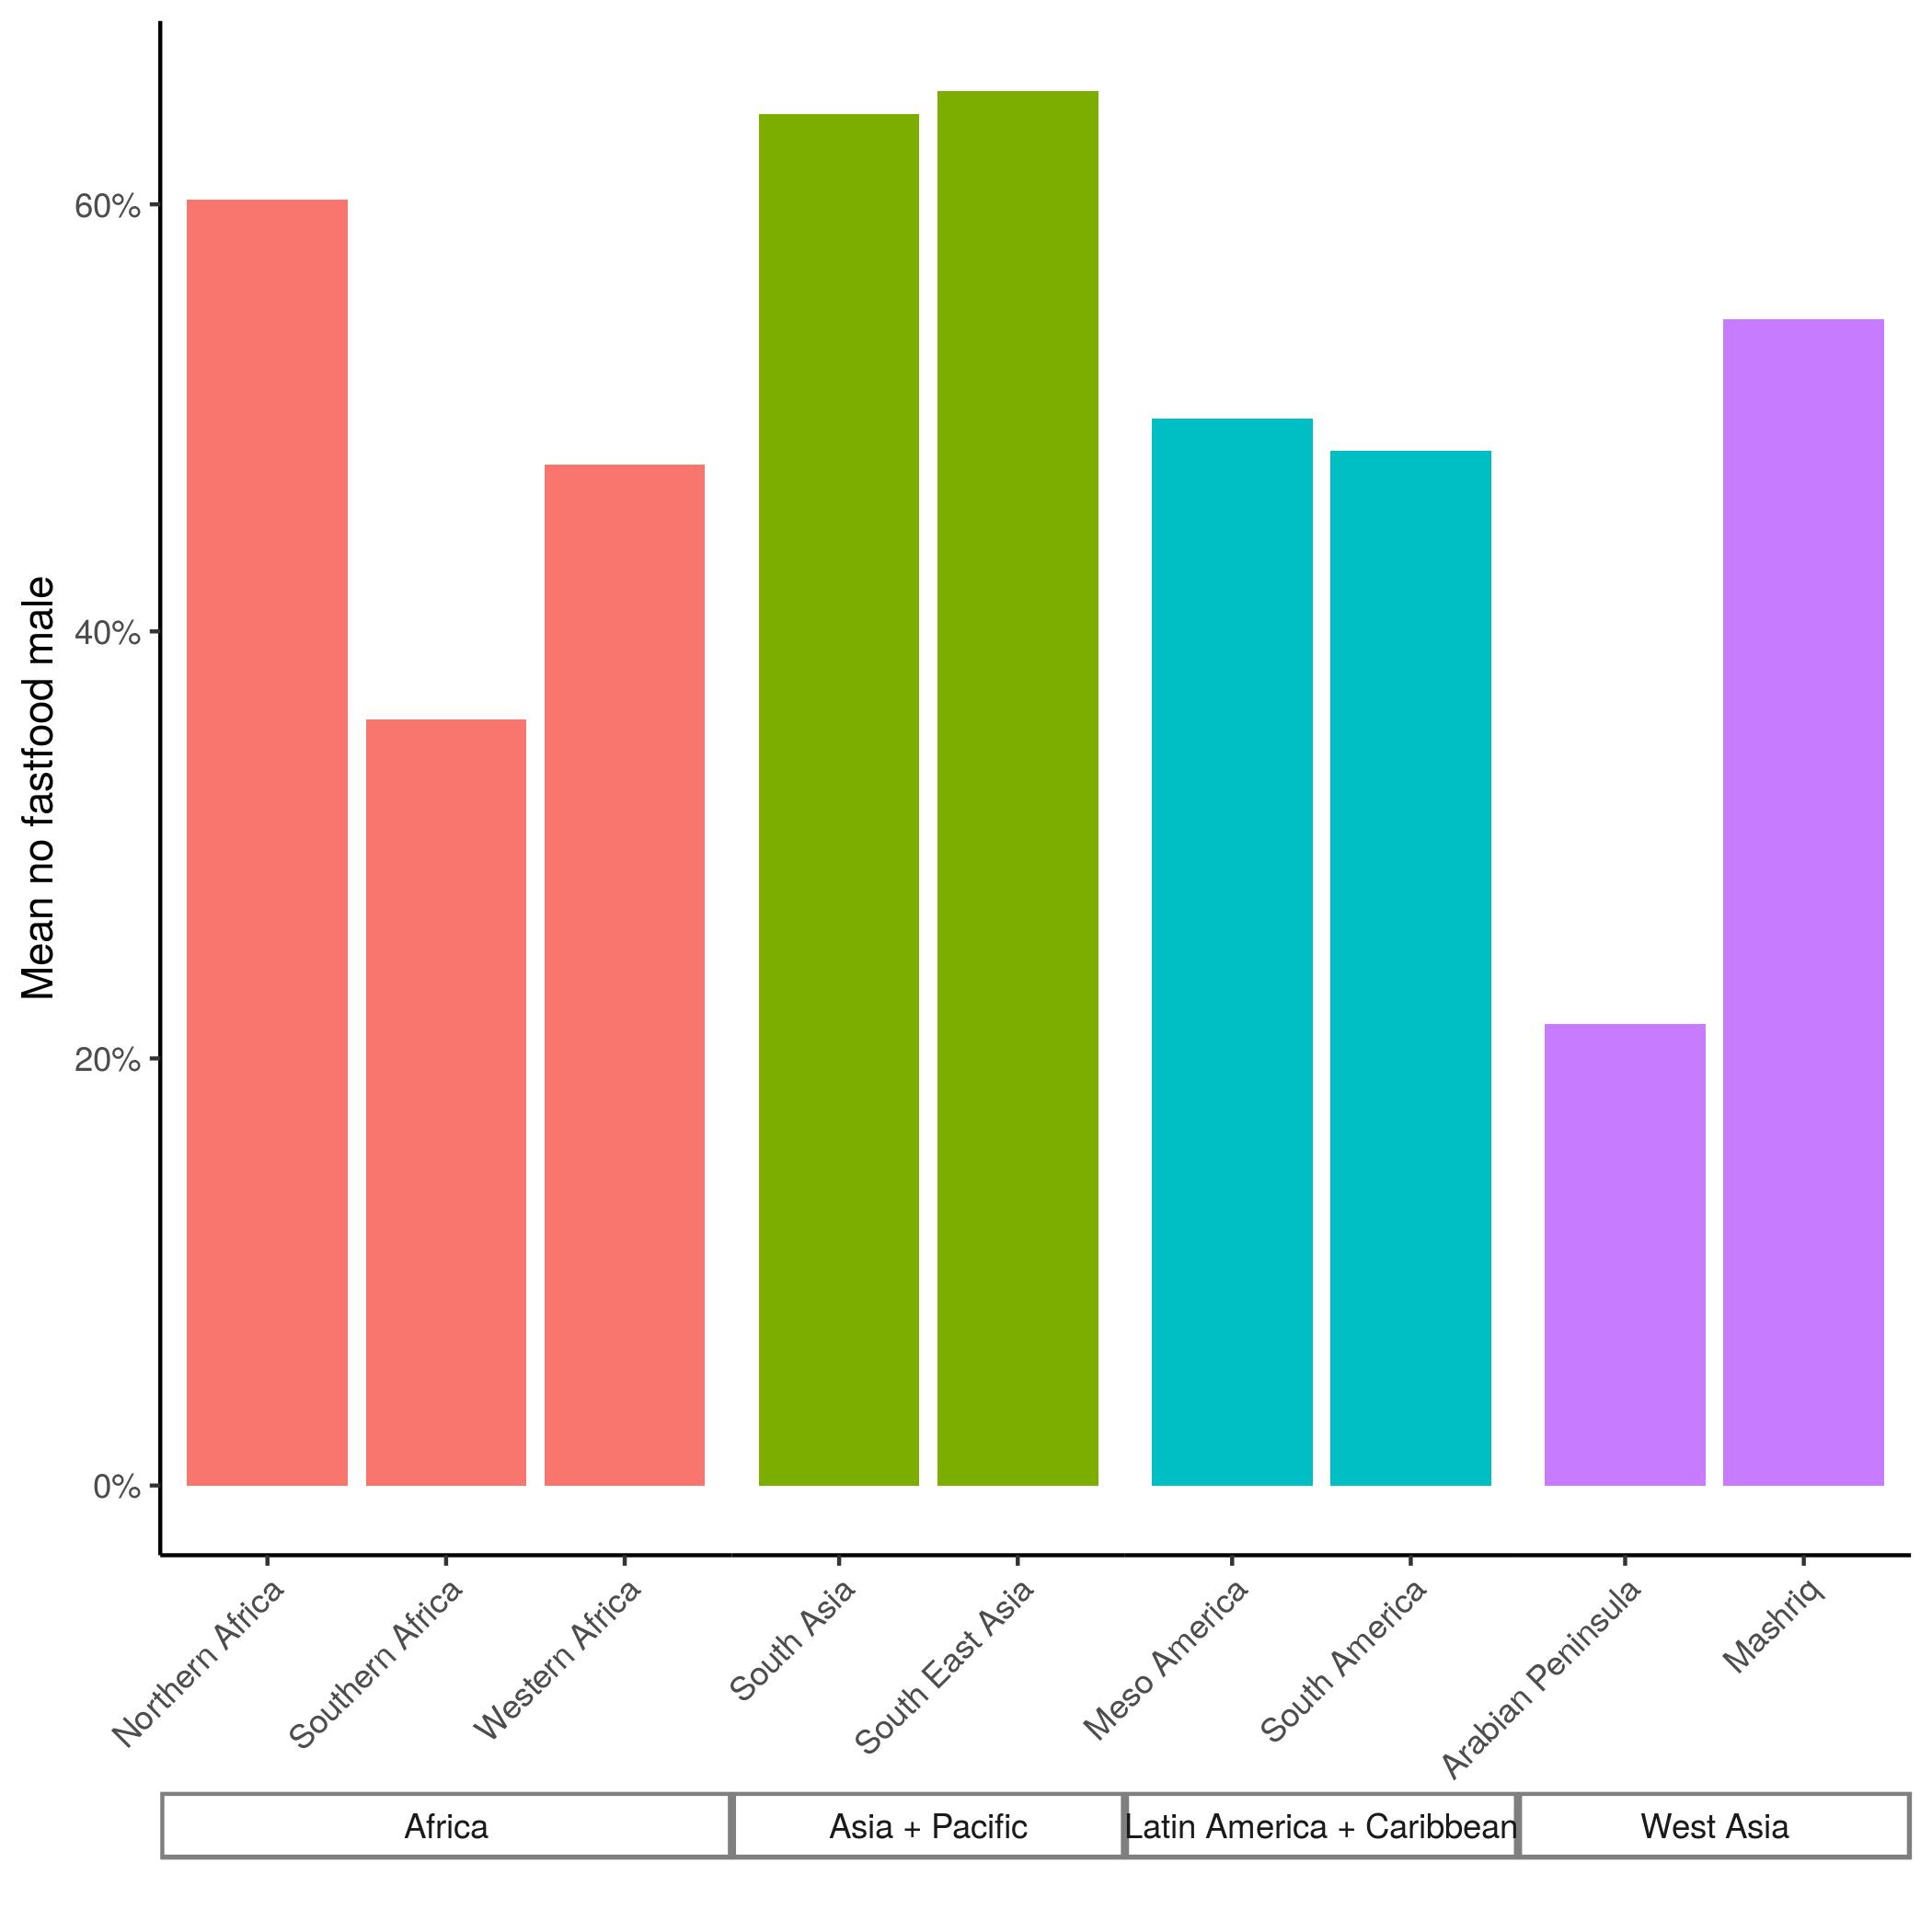 Mean no fastfood male
60%
40%
20%
0%
Northern Africa
Southern Africa
Western Africa
South Asia
South East Asia
Meso America
South America
Arabian Peninsula
Mashriq
Africa
Asia + Pacific
Latin America + Caribbean
West Asia